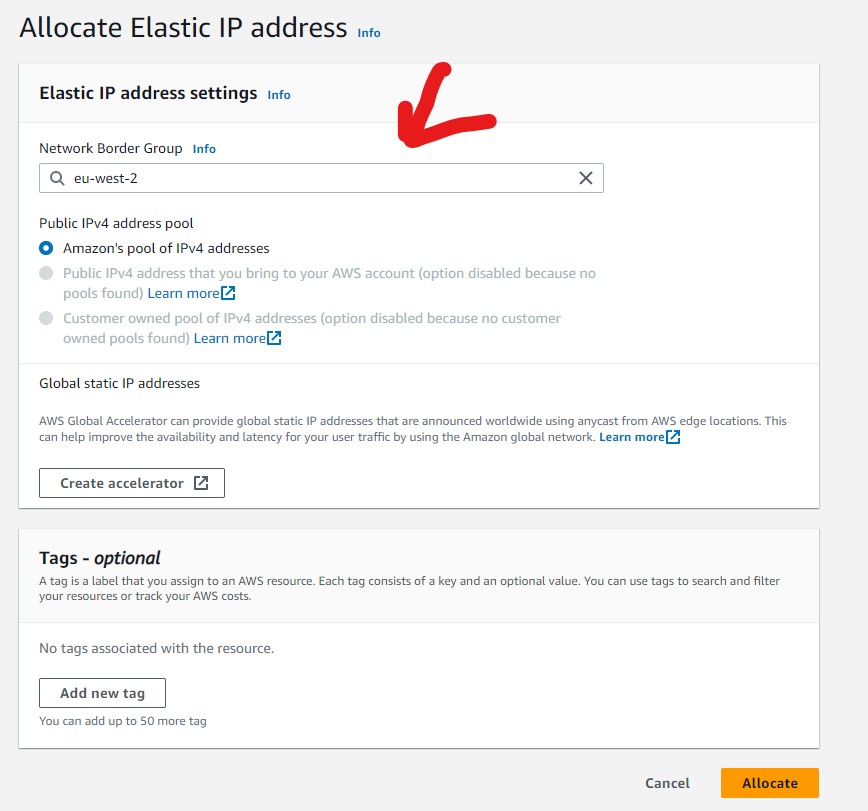 Allocate Elastic IP address Info
Elastic IP address settings Info
Network Border Group Info
eu-west-2
Public IPv4 address pool
Amazon's pool of IPv4 addresses
Public IPv4 address that you bring to your AWS account (option disabled because no
pools found) Learn more
Customer owned pool of IPv4 addresses (option disabled because no customer
owned pools found) Learn more
Global static IP addresses
AWS Global Accelerator can provide global static IP addresses that are announced worldwide using anycast from AWS edge locations. This
can help improve the availability and latency for your user traffic by using the Amazon global network. Learn more
Create accelerator
Tags - optional
A tag is a label that you assign to an AWS resource. Each tag consists of a key and an optional value. You can use tags to search and filter
your resources or track your AWS costs.
No tags associated with the resource.
Add new tag
You can add up to 50 more tag
Cancel Allocate